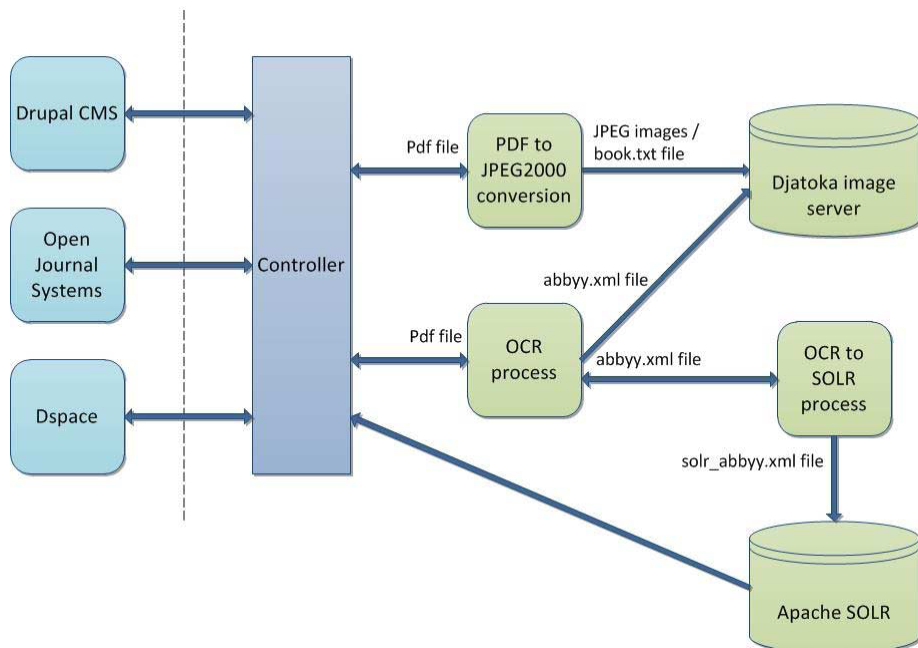 Drupal CMS
Open
Journal
Systems
Dspace
Controller
Pdf file
PDF to
JPEG2000
conversion
JPEG images /
book.txt file
Djatoka image
server
abbyy.xml file
Pdf file
OCR
process
abbyy.xml file
OCR to
SOLR
process
solr_abbyy.xml file
Apache SOLR